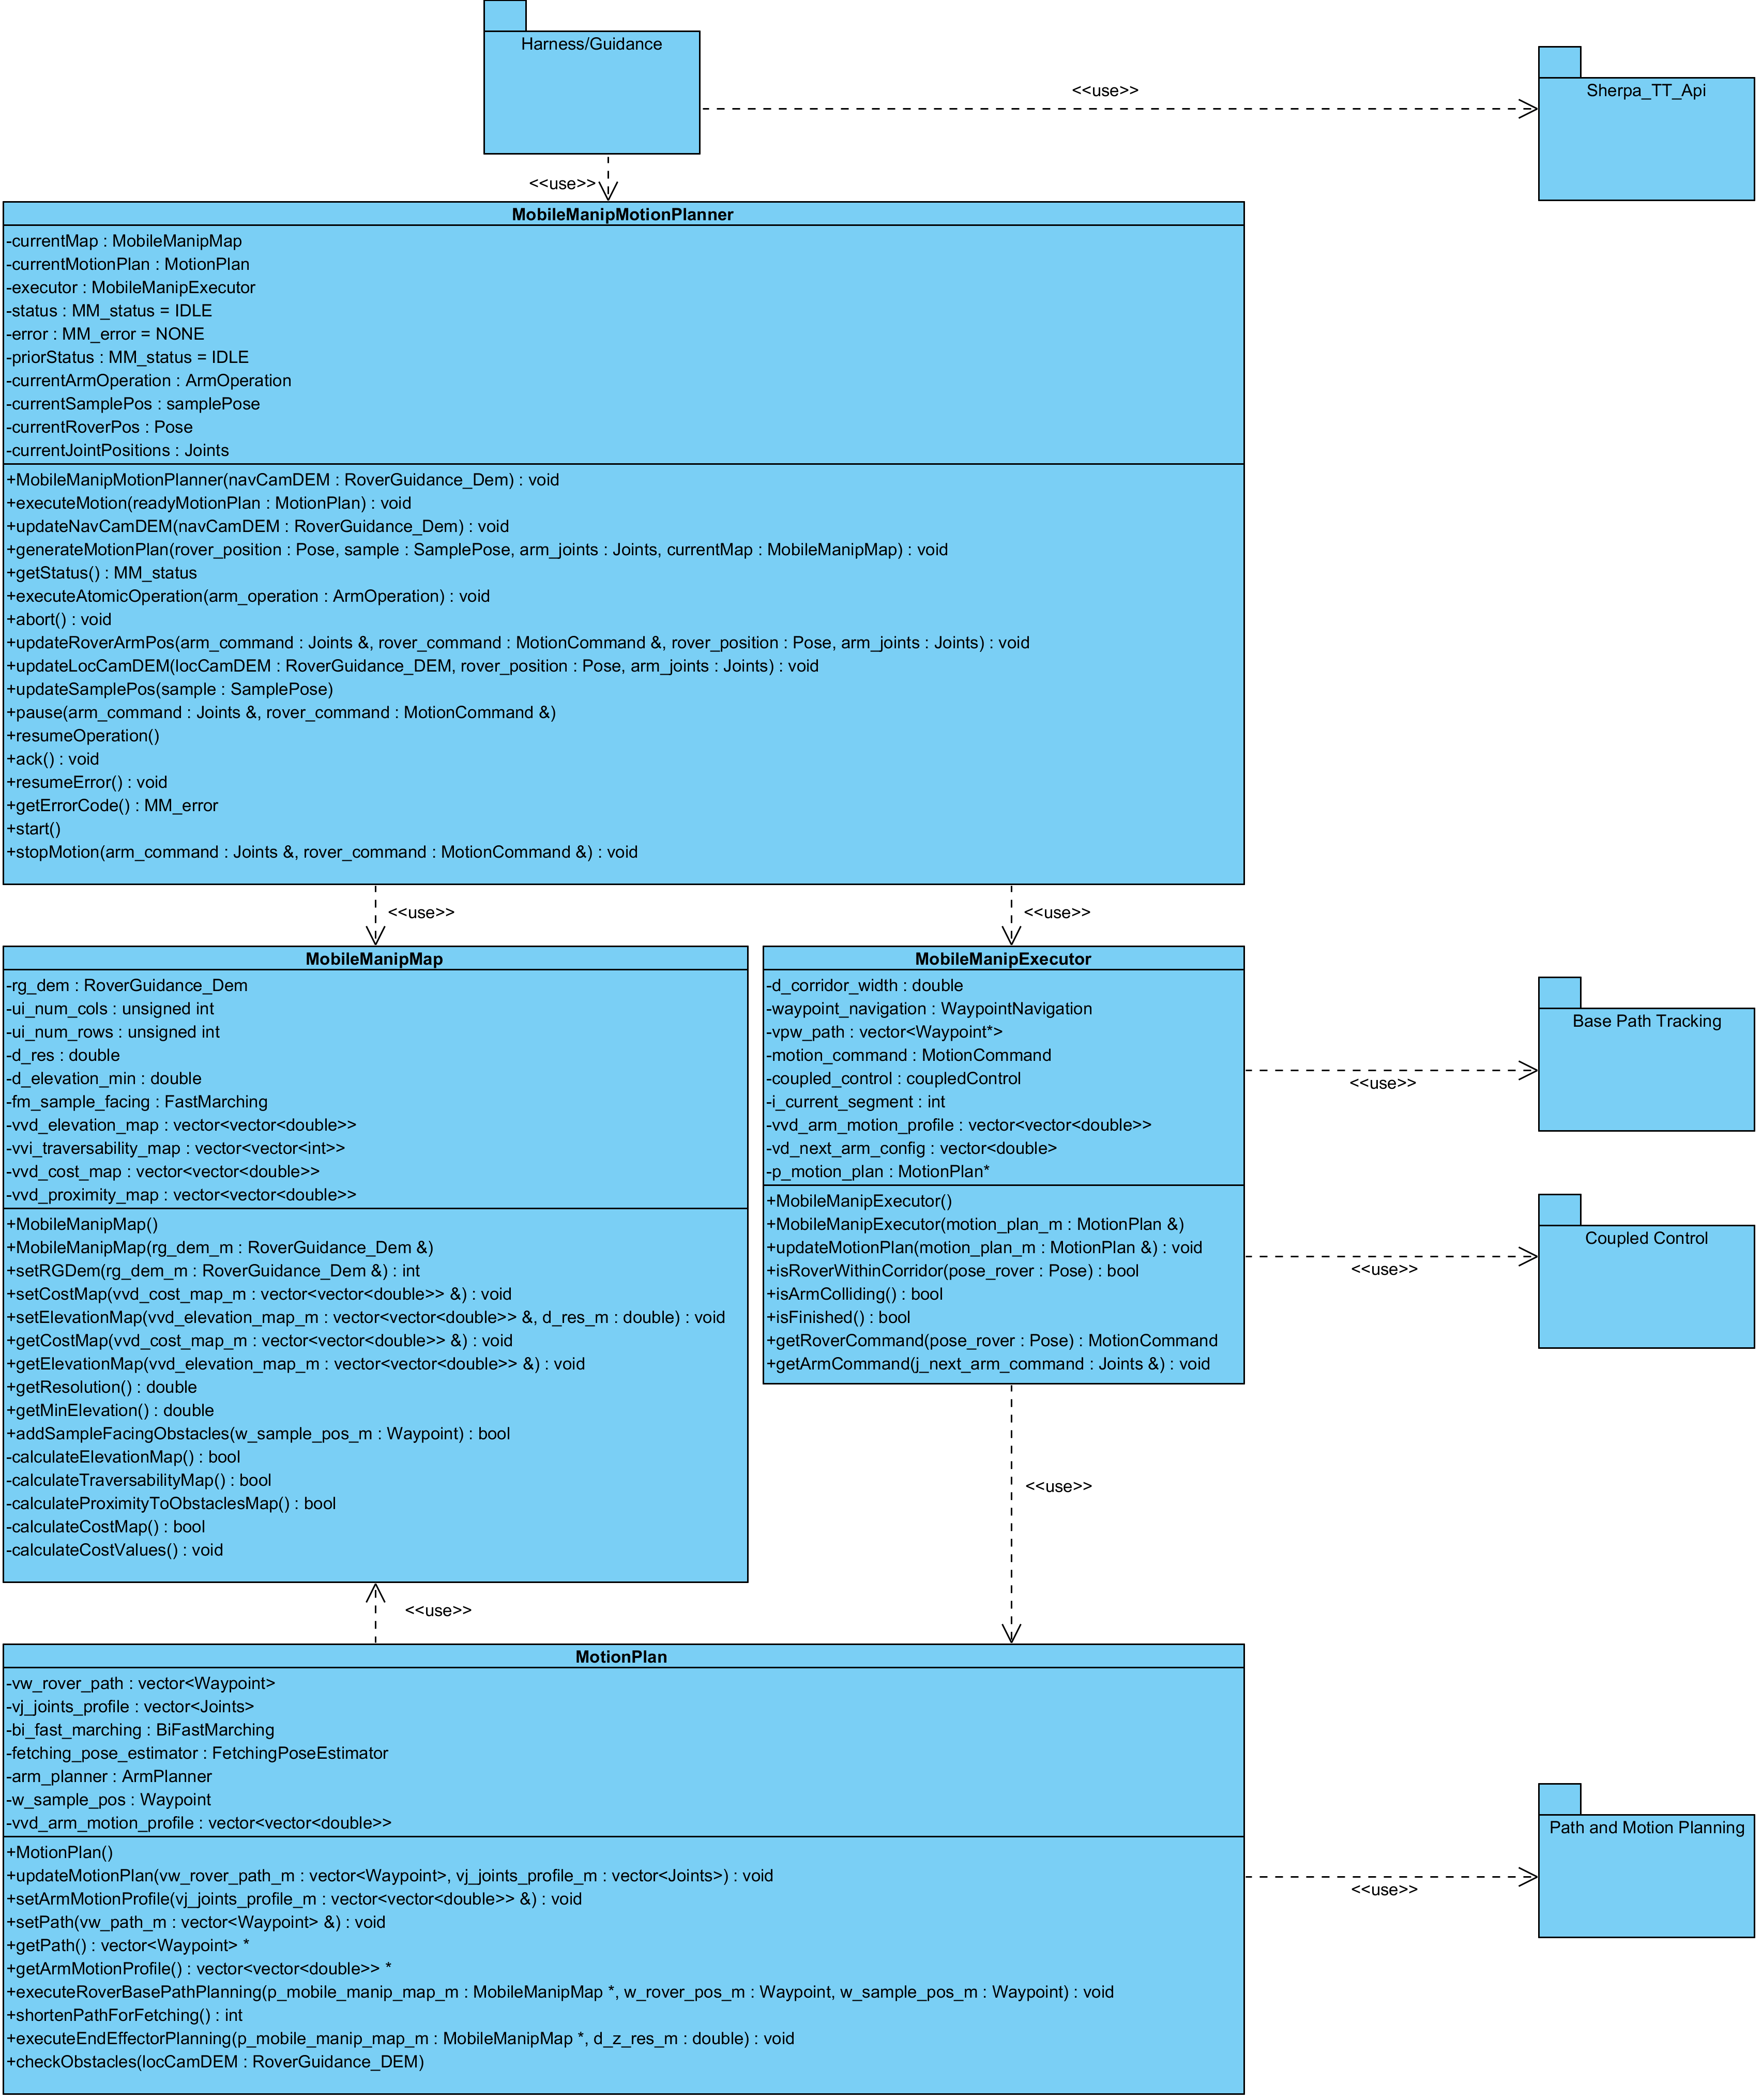 Harness/Guidance
<<use>>
Sherpa_TT_Api
<<use>>
MobileManipMotionPlanner
-currentMap : MobileManipMap
-currentMotionPlan : MotionPlan
-executor : MobileManipExecutor
-status : MM_status = IDLE
-error : MM_error = NONE
-priorStatus : MM_status = IDLE
-currentArmOperation : ArmOperation
-currentSamplePos : samplePose
-currentRoverPos : Pose
-currentJointPositions : Joints
+MobileManipMotionPlanner(navCamDEM : RoverGuidance_Dem) : void
+executeMotion(readyMotionPlan : MotionPlan) : void
+updateNavCamDEM(navCamDEM : RoverGuidance_Dem) : void
+generateMotionPlan(rover_position : Pose, sample : SamplePose, arm_joints : Joints, currentMap : MobileManipMap) : void
+getStatus() : MM_status
+executeAtomicOperation(arm_operation : ArmOperation) : void
+abort() : void
+updateRoverArmPos(arm_command : Joints &, rover_command : MotionCommand &, rover_position : Pose, arm_joints : Joints) : void
+updateLocCamDEM(locCamDEM : RoverGuidance_DEM, rover_position : Pose, arm_joints : Joints) : void
+updateSamplePos(sample : SamplePose)
+pause(arm_command : Joints &, rover_command : MotionCommand &)
+resumeOperation()
+ack() : void
+resumeError() : void
+getErrorCode() : MM_error
+start()
+stopMotion(arm_command : Joints &, rover_command : MotionCommand &) : void
<<use>>
<<use>>
MobileManipMap
-rg_dem : RoverGuidance_Dem
-ui_num_cols : unsigned int
-ui_num_rows : unsigned int
-d_res : double
-d_elevation_min : double
-fm_sample_facing : FastMarching
-vvd_elevation_map : vector<vector<double>>
-vvi_traversability_map : vector<vector<int>>
-vvd_cost_map : vector<vector<double>>
-vvd_proximity_map : vector<vector<double>>
+MobileManipMap()
+MobileManipMap(rg_dem_m : RoverGuidance_Dem &)
+setRGDem(rg_dem_m : RoverGuidance_Dem &) : int
+setCostMap(vvd_cost_map_m : vector<vector<double>> &) : void
+setElevationMap(vvd_elevation_map_m : vector<vector<double>> &, d_res_m : double) : void
+getCostMap(vvd_cost_map_m : vector<vector<double>> &) : void
+getElevationMap(vvd_elevation_map_m : vector<vector<double>> &) : void
+getResolution() : double
+getMinElevation() : double
+addSampleFacingObstacles(w_sample_pos_m : Waypoint) : bool
-calculateElevationMap() : bool
-calculateTraversabilityMap() : bool
-calculateProximityToObstaclesMap() : bool
-calculateCostMap() : bool
-calculateCostValues() : void
MobileManipExecutor
-d_corridor_width : double
-waypoint_navigation : WaypointNavigation
-vpw_path : vector<Waypoint*>
-motion_command : MotionCommand
-coupled_control : coupledControl
-i_current_segment : int
-vvd_arm_motion_profile : vector<vector<double>>
-vd_next_arm_config : vector<double>
-p_motion_plan : MotionPlan*
+MobileManipExecutor()
+MobileManipExecutor(motion_plan_m : MotionPlan &)
+updateMotionPlan(motion_plan_m : MotionPlan &) : void
+isRoverWithinCorridor(pose_rover : Pose) : bool
+isArmColliding() : bool
+isFinished() : bool
+getRoverCommand(pose_rover : Pose) : MotionCommand
+getArmCommand(j_next_arm_command : Joints &) : void
Base Path Tracking
<<use>>
Coupled Control
<<use>>
<<use>>
<<use>>
MotionPlan
-vw_rover_path : vector<Waypoint>
-vj_joints_profile : vector<Joints>
-bi_fast_marching : BiFastMarching
-fetching_pose_estimator : FetchingPoseEstimator
-arm_planner : ArmPlanner
-w_sample_pos : Waypoint
-vvd_arm_motion_profile : vector<vector<double>>
+MotionPlan()
+updateMotionPlan(vw_rover_path_m : vector<Waypoint>, vj_joints_profile_m : vector<Joints>) : void
+setArmMotionProfile(vj_joints_profile_m : vector<vector<double>> &) : void
+setPath(vw_path_m : vector<Waypoint> &) : void
+getPath() : vector<Waypoint> *
+getArmMotionProfile() : vector<vector<double>> *
+executeRoverBasePathPlanning(p_mobile_manip_map_m : MobileManipMap *, w_rover_pos_m : Waypoint, w_sample_pos_m : Waypoint) : void
+shortenPathForFetching() : int
+executeEndEffectorPlanning(p_mobile_manip_map_m : MobileManipMap *, d_z_res_m : double) : void
+checkObstacles(locCamDEM : RoverGuidance_DEM)
Path and Motion Planning
<<use>>